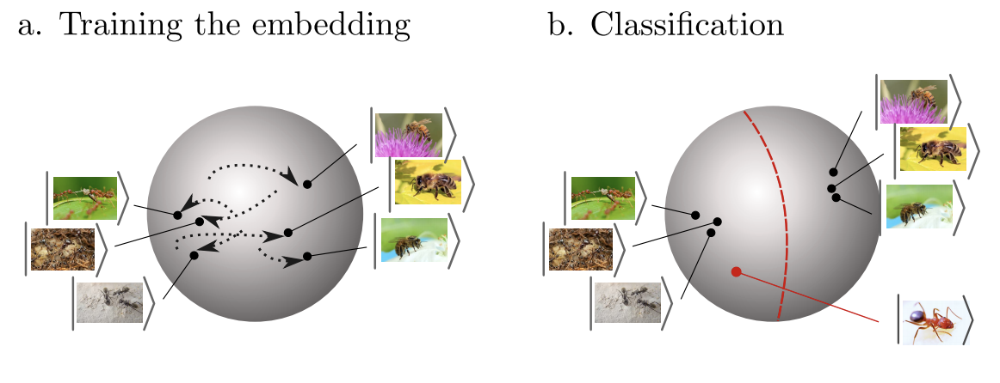 a. Training the embedding
b. Classification